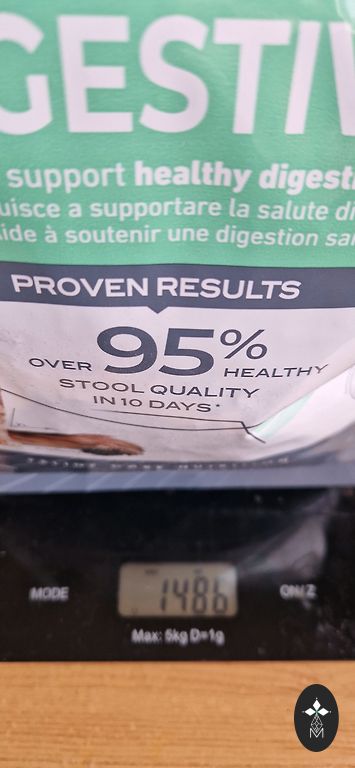 GESTIV
support healthy digest
uisce a supportare la salute di
ide à soutenir une digestion sai
PROVEN RESULTS
OVER 95% HEALTHY
STOOL QUALITY
IN 10 DAYS*
MODE
1486
ON/Z
Max: 5kg D=1g
M